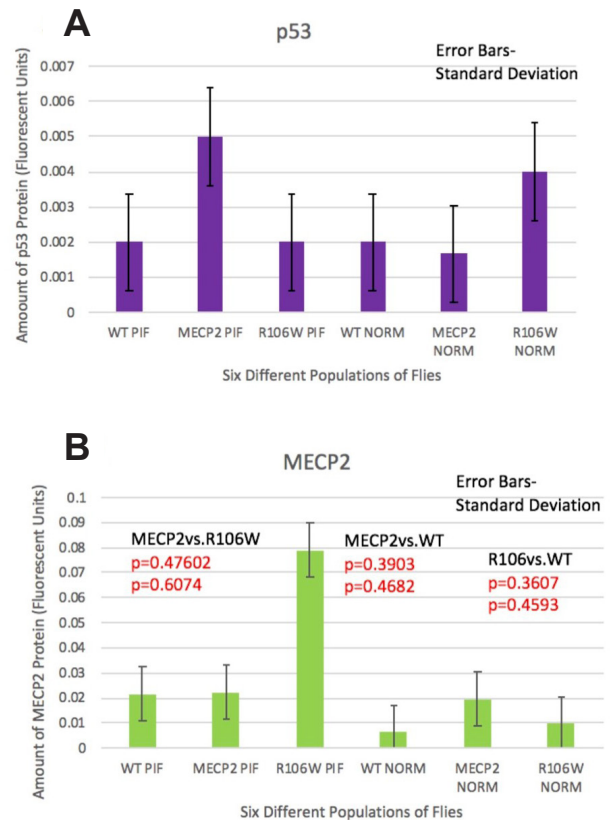 A
p53
Error Bars-
Standard Deviation
Amoount of p53 Protein (Fluorescent Units)
0.007
0.006
0.005
0.004
0.003
0.002
0.001
0
WT PIF
MECP2 PIF
R106W PIF
WT NORM
MECP2
NORM
R106W
NORM
Six Different Populations of Flies
B
MECP2
Error Bars-
Standard Deviation
Amount of MECP2 Protein (Fluorescent Units)
0.1
0.09
0.08
0.07
0.06
0.05
0.04
0.03
0.02
0.01
0
MECP2vs.R106W
p=0.47602
p=0.6074
MECP2vs.WT
p=0.3903
p=0.4682
R106vs.WT
p=0.3607
p=0.4593
WT PIF
MECP2 PIF
R106W PIF
WT NORM
MECP2
NORM
R106W
NORM
Six Different Populations of Flies